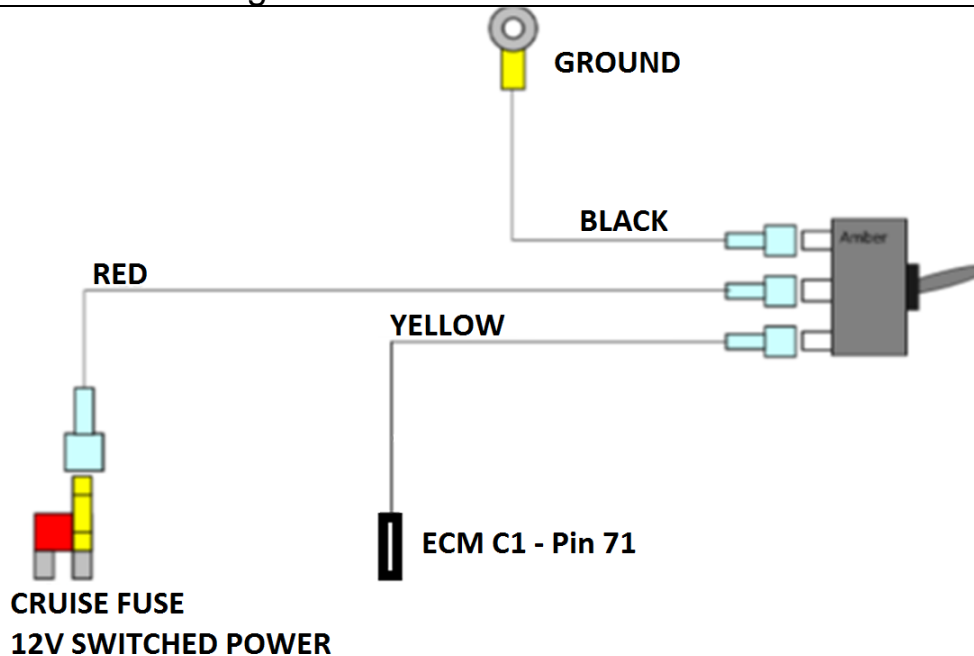 GROUND
BLACK
Amber
RED
YELLOW
ECM C1 - Pin 71
CRUISE FUSE
12V SWITCHED POWER